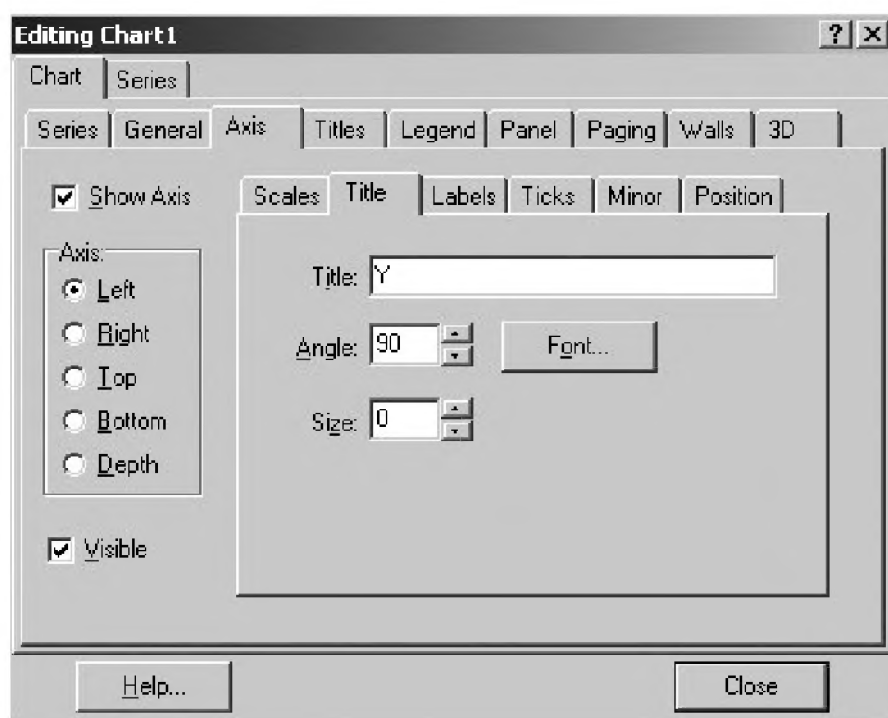 Editing Chart1
Chart Series
Series General Axis Titles Legend Panel Paging Walls 3D
Show Axis
Scales Title Labels Ticks Minor Position
Axis:
Left
Right
Top
Bottom
Depth
Title: Y
Angle: 90 Font...
Size: 0
Visible
Help... Close